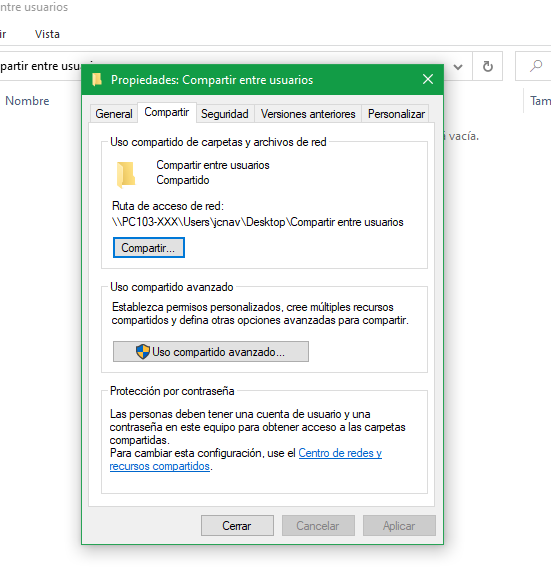 entre usuarios
Vista
partir entre usua
Nombre
Tam
vacía.
Propiedades: Compartir entre usuarios
General
Compartir
Seguridad
Versiones anteriores
Personalizar
Uso compartido de carpetas y archivos de red
Compartir entre usuarios
Compartido
Ruta de acceso de red:
\\PC103-XXX\Users\jcnav\Desktop\Compartir entre usuarios
Compartir...
Uso compartido avanzado
Establezca permisos personalizados, cree múltiples recursos
compartidos y defina otras opciones avanzadas para compartir.
Uso compartido avanzado...
Protección por contraseña
Las personas deben tener una cuenta de usuario y una
contraseña en este equipo para obtener acceso a las carpetas
compartidas.
Para cambiar esta configuración, use el Centro de redes y
recursos compartidos.
Cerrar
Cancelar
Aplicar